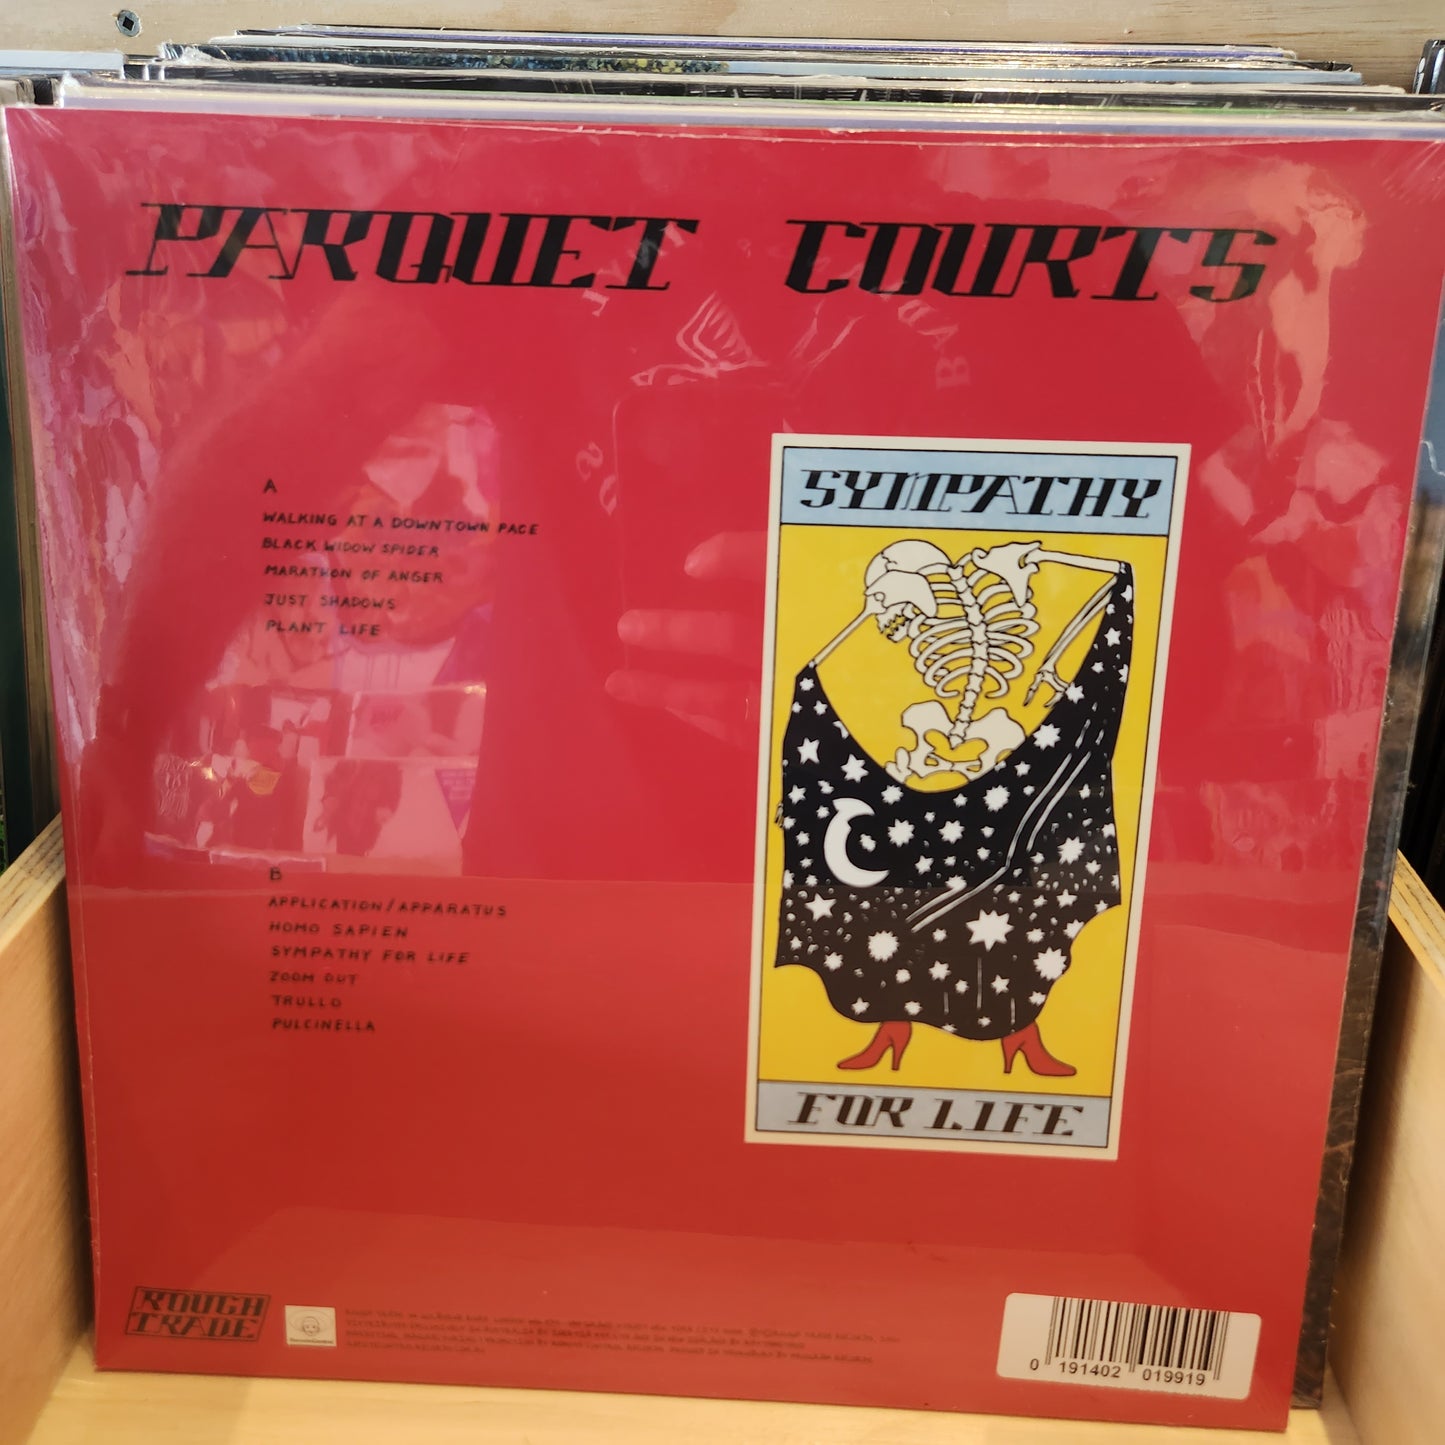 PARQUET COURTS
SYMPATHY
A
WALKING AT A DOWNTOWN PACE
BLACK WIDOW SPIDER
MARATHON OF ANGER
JUST SHADOWS
PLANT LIFE
B
APPLICATION/APPARATUS
HOMO SAPIEN
SYMPATHY FOR LIFE
ZOOM OUT
TRULLO
PULCINELLA
FOR LIFE
ROUGH
TRADE
0 191402 019919